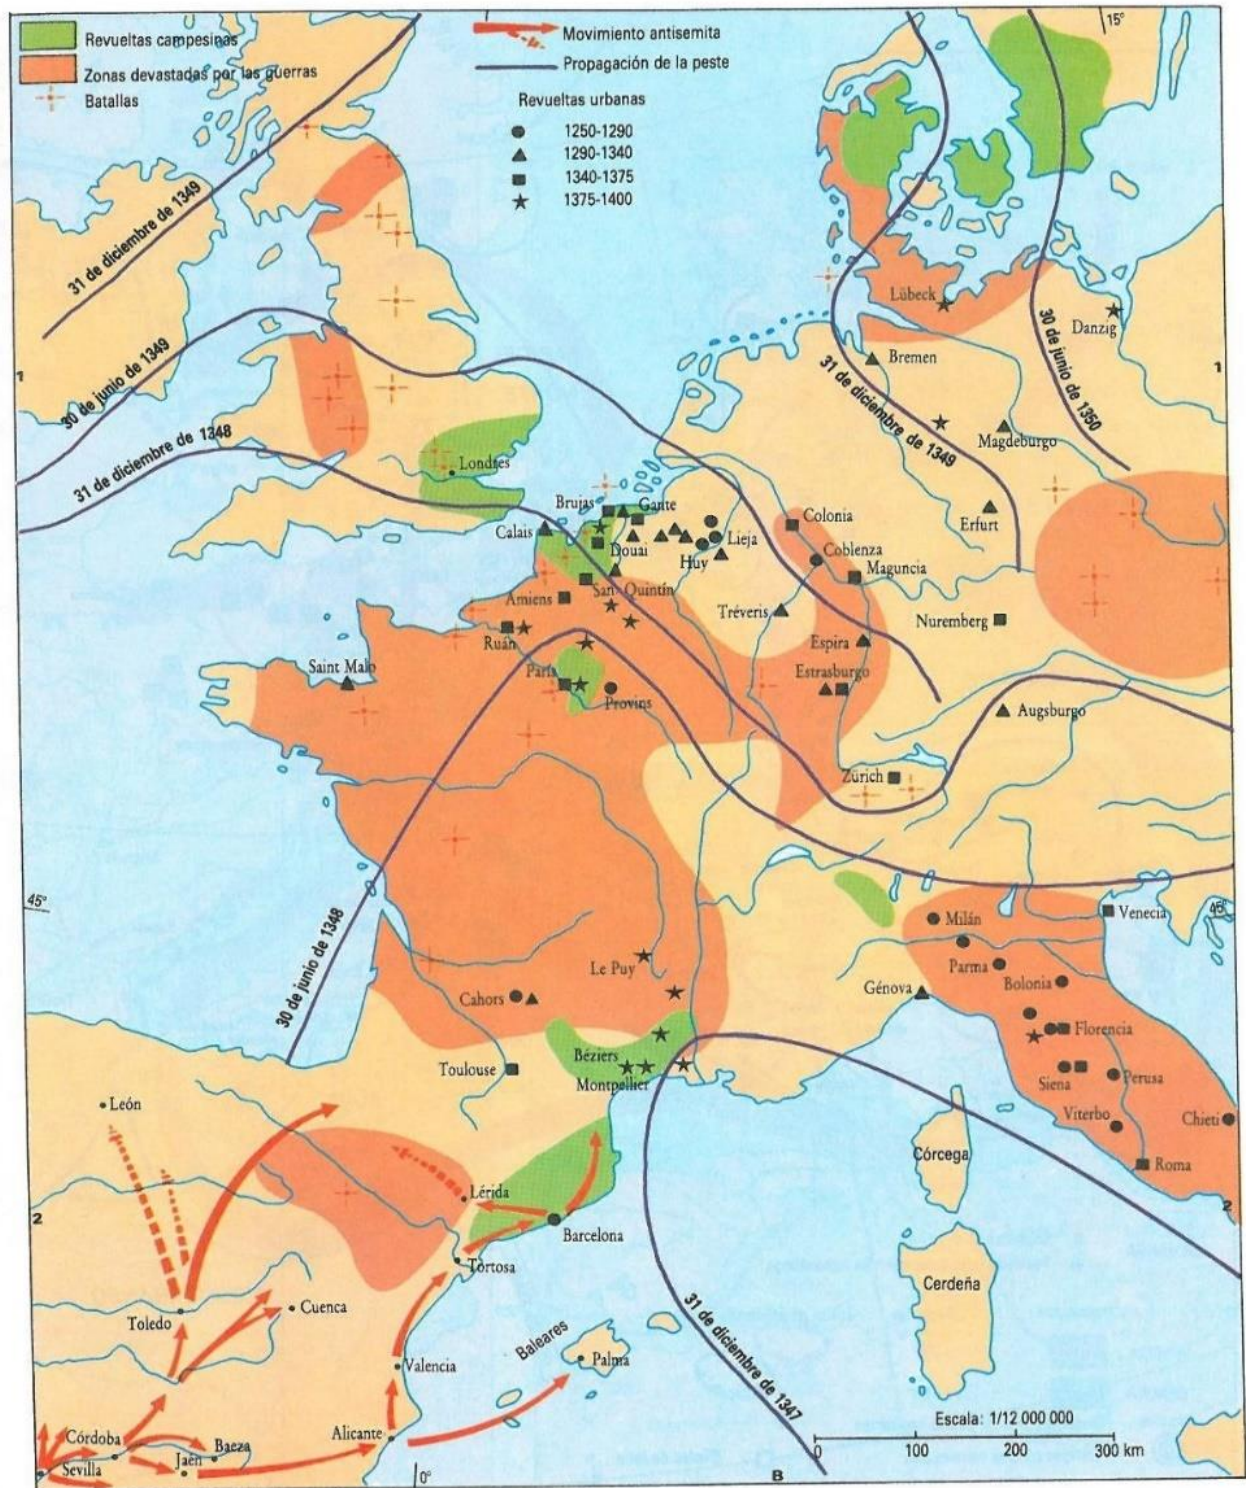 Revueltas campesinas
Zonas devastadas por las guerras
Batallas
Movimiento antisemita
Propagación de la peste
Revueltas urbanas
1250-1290
1290-1340
1340-1375
1375-1400
15°
31 de diciembre de 1349
30 de junio de 1349
31 de diciembre de 1348
1
1
Lübeck
Danzig
Bremen
31 de diciembre de 1349
30 de junio de 1350
Magdeburgo
Londres
Brujas
Gante
Calais
Douai
Lieja
Huy
Colonia
Coblenza
Maguncia
Erfurt
San Quintín
Amiens
Tréveris
Nuremberg
Ruán
Espira
Saint Malo
París
Provins
Estrasburgo
Augsburgo
Zürich
45°
45°
30 de junio de 1348
Milán
Venecia
Parma
Le Puy
Bolonia
Génova
Cahors
Florencia
Béziers
Montpellier
Toulouse
Siena
Perusa
León
Viterbo
Chieti
Córcega
Roma
Lérida
2
2
Barcelona
Tortosa
Cerdeña
Toledo
Cuenca
31 de diciembre de 1347
Baleares
Palma
Valencia
Escala: 1/12 000 000
Alicante
Córdoba
Baeza
Jaén
Sevilla
0 100 200 300 km
0°
B